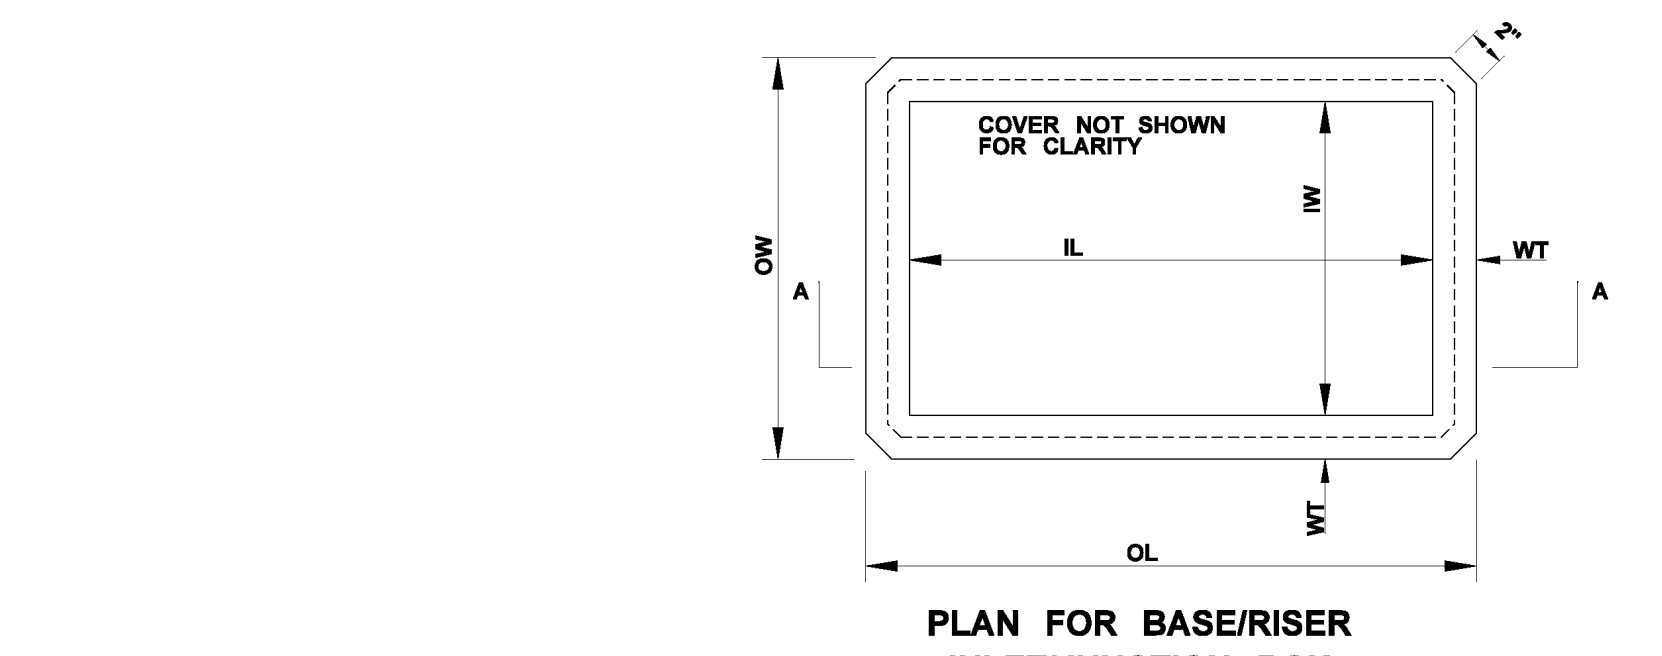 2"
COVER NOT SHOWN
FOR CLARITY
IW
OW
IL
WT
A
A
WT
OL
PLAN FOR BASE/RISER